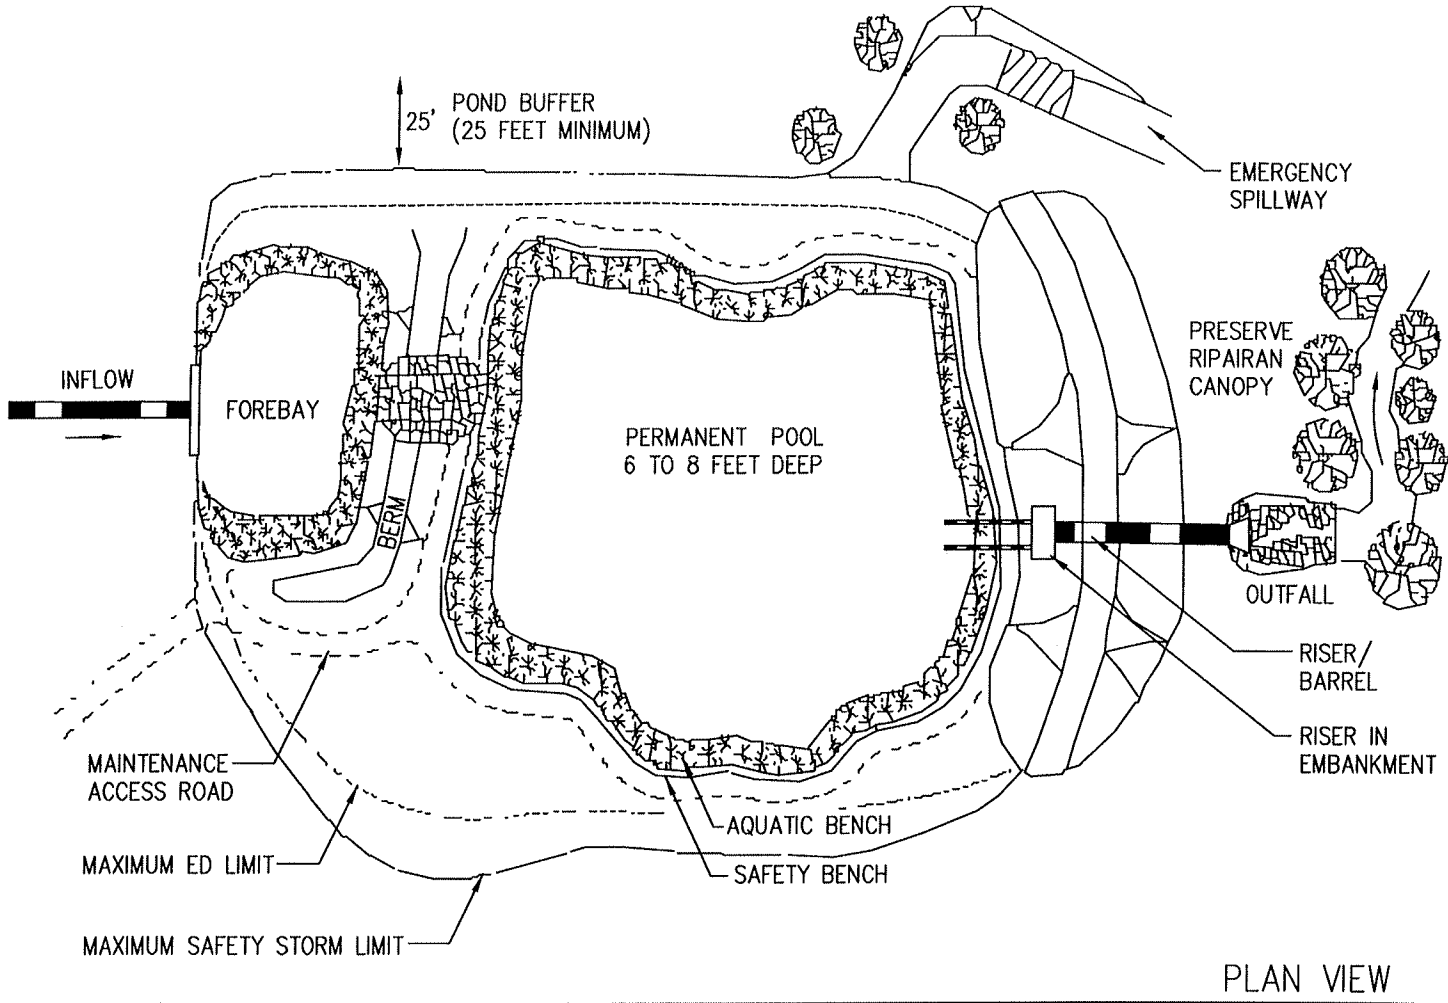 25' POND BUFFER
(25 FEET MINIMUM)
EMERGENCY
SPILLWAY
PRESERVE
RIPAIRAN
CANOPY
INFLOW
FOREBAY
PERMANENT POOL
6 TO 8 FEET DEEP
BERM
OUTFALL
RISER/
BARREL
RISER IN
EMBANKMENT
MAINTENANCE
ACCESS ROAD
AQUATIC BENCH
MAXIMUM ED LIMIT
SAFETY BENCH
MAXIMUM SAFETY STORM LIMIT
PLAN VIEW